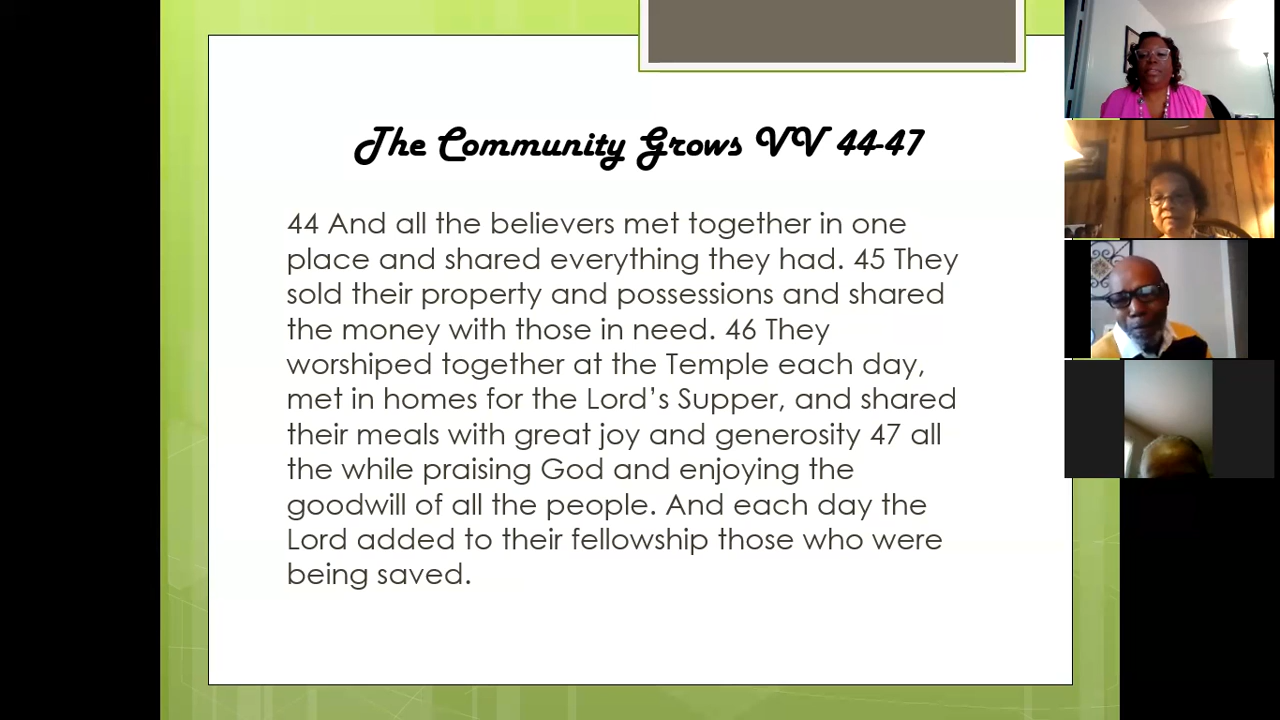 The Community Grows VV 44-47
44 And all the believers met together in one
place and shared everything they had. 45 They
sold their property and possessions and shared
the money with those in need. 46 They
worshiped together at the Temple each day,
met in homes for the Lord’s Supper, and shared
their meals with great joy and generosity 47 all
the while praising God and enjoying the
goodwill of all the people. And each day the
Lord added to their fellowship those who were
being saved.